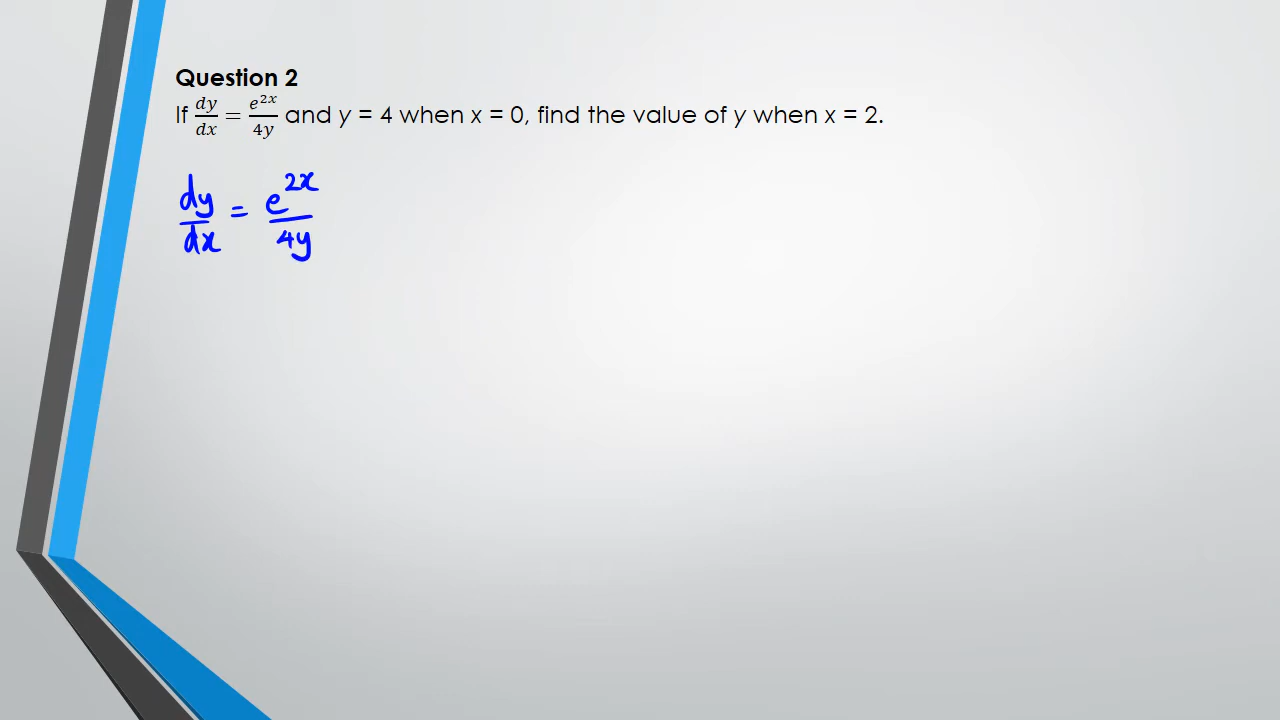 Question 2
If dy/dx = e^{2x}/4y and y = 4 when x = 0, find the value of y when x = 2.
dy/dx = e^{2x}/4y